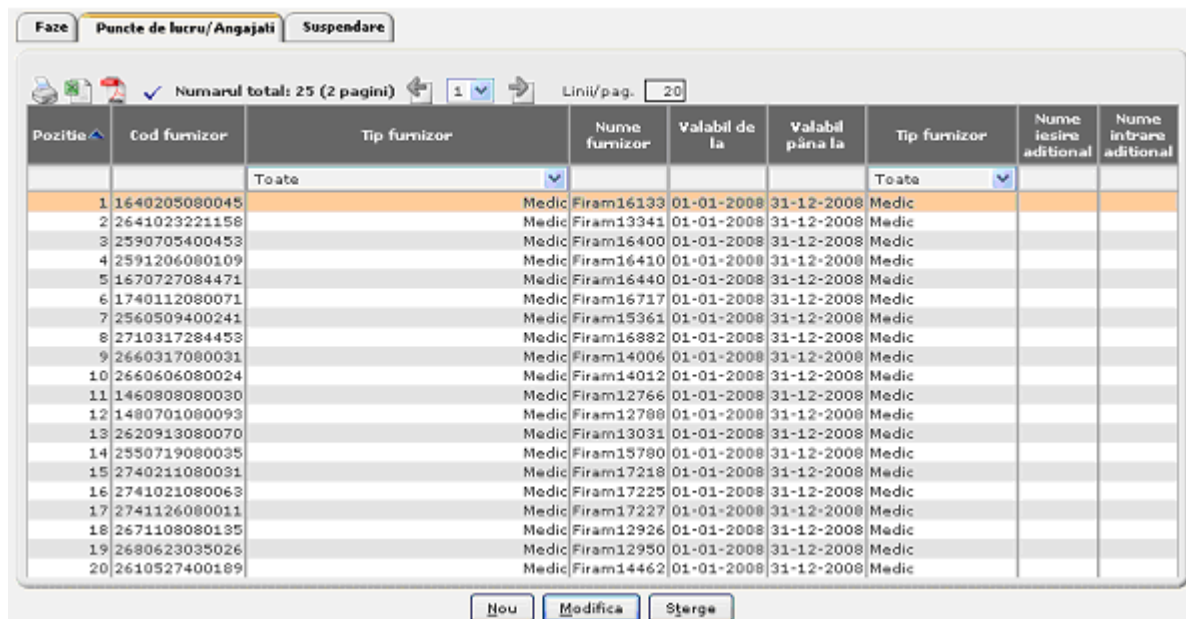 Faze Puncte de lucru/Angajati Suspendare
Numarul total: 25 (2 pagini) 1 Linii/pag. 20
Pozitie Cod furnizor Tip furnizor Nume furnizor Valabil de la Valabil pâna la Tip furnizor Nume iesire aditional Nume intrare aditional
Toate Toate
1 1640205080045 Medic Firam16133 01-01-2008 31-12-2008 Medic
2 2641023221158 Medic Firam13341 01-01-2008 31-12-2008 Medic
3 2590705400453 Medic Firam16400 01-01-2008 31-12-2008 Medic
4 2591206080109 Medic Firam16410 01-01-2008 31-12-2008 Medic
5 1670727084471 Medic Firam16440 01-01-2008 31-12-2008 Medic
6 1740112080071 Medic Firam16717 01-01-2008 31-12-2008 Medic
7 2560509400241 Medic Firam15361 01-01-2008 31-12-2008 Medic
8 2710317284453 Medic Firam16882 01-01-2008 31-12-2008 Medic
9 2660317080031 Medic Firam14006 01-01-2008 31-12-2008 Medic
10 2660606080024 Medic Firam14012 01-01-2008 31-12-2008 Medic
11 1460808080030 Medic Firam12766 01-01-2008 31-12-2008 Medic
12 1480701080093 Medic Firam12788 01-01-2008 31-12-2008 Medic
13 2620913080070 Medic Firam13031 01-01-2008 31-12-2008 Medic
14 2550719080035 Medic Firam15780 01-01-2008 31-12-2008 Medic
15 2740211080031 Medic Firam17218 01-01-2008 31-12-2008 Medic
16 2741021080063 Medic Firam17225 01-01-2008 31-12-2008 Medic
17 2741126080011 Medic Firam17227 01-01-2008 31-12-2008 Medic
18 2671108080135 Medic Firam12926 01-01-2008 31-12-2008 Medic
19 2680623035026 Medic Firam12950 01-01-2008 31-12-2008 Medic
20 2610527400189 Medic Firam14462 01-01-2008 31-12-2008 Medic
Nou Modifica Sterge